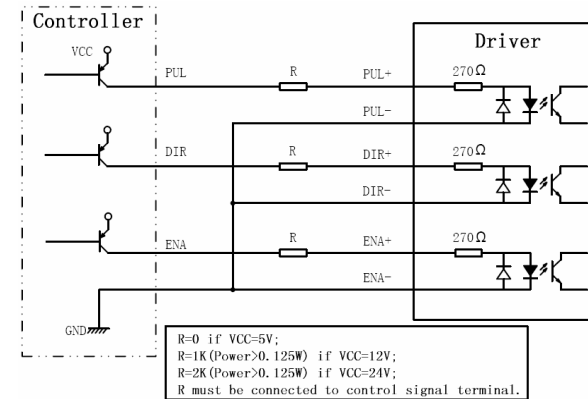 Controller
Driver
VCC
PUL
R
PUL+
270Ω
PUL-
DIR
R
DIR+
270Ω
DIR-
ENA
R
ENA+
270Ω
ENA-
GND
R=0 if VCC=5V;
R=1K(Power>0.125W) if VCC=12V;
R=2K(Power>0.125W) if VCC=24V;
R must be connected to control signal terminal.